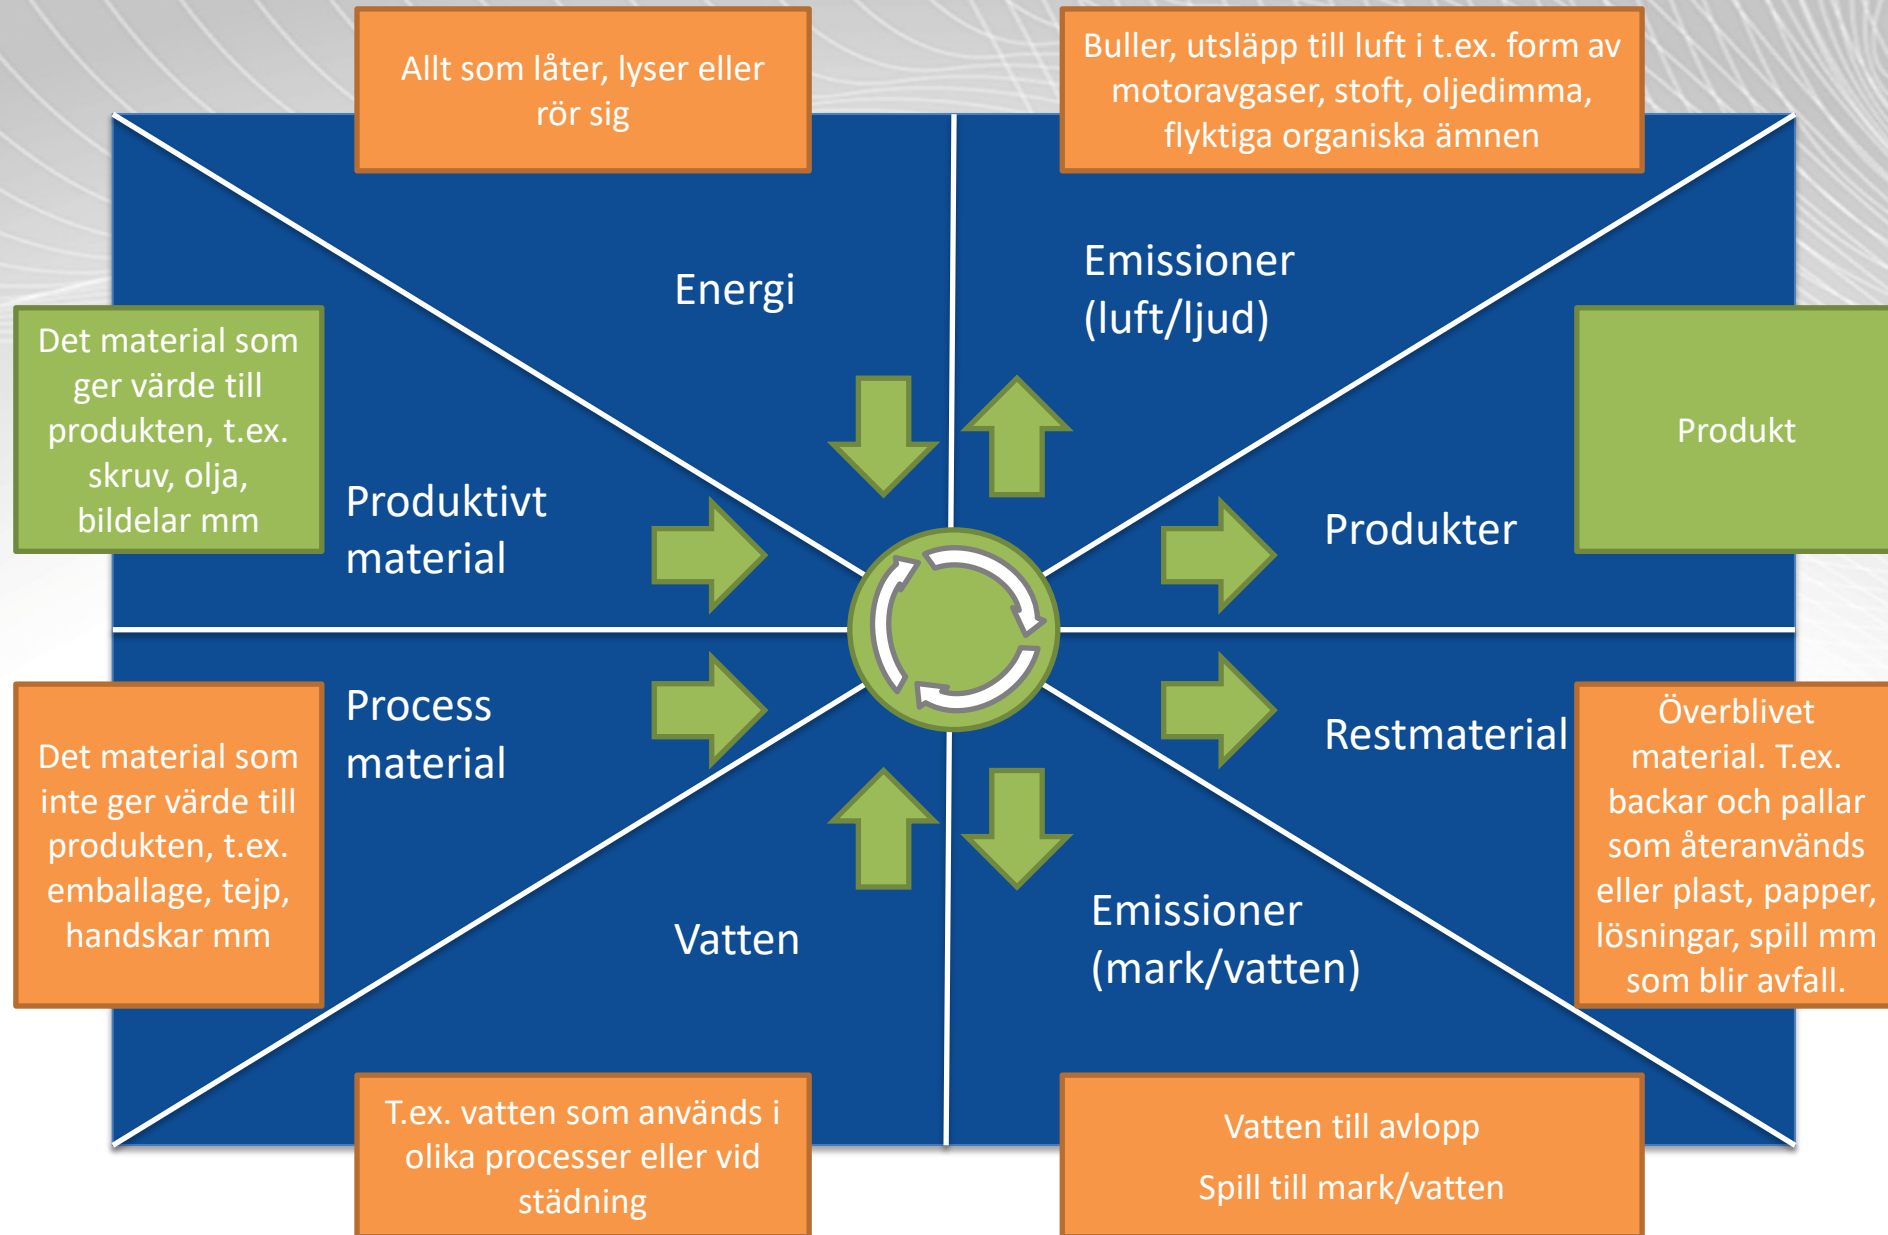 Allt som låter, lyser eller
rör sig
Buller, utsläpp till luft i t.ex. form av
motoravgaser, stoft, oljedimma,
flyktiga organiska ämnen
Energi
Emissioner
(luft/ljud)
Det material som
ger värde till
produkten, t.ex.
skruv, olja,
bildelar mm
Produktivt
material
Produkter
Produkt
Process
material
Restmaterial
Det material som
inte ger värde till
produkten, t.ex.
emballage, tejp,
handskar mm
Överblivet
material. T.ex.
backar och pallar
som återanvänds
eller plast, papper,
lösningar, spill mm
som blir avfall.
Vatten
Emissioner
(mark/vatten)
T.ex. vatten som används i
olika processer eller vid
städning
Vatten till avlopp
Spill till mark/vatten